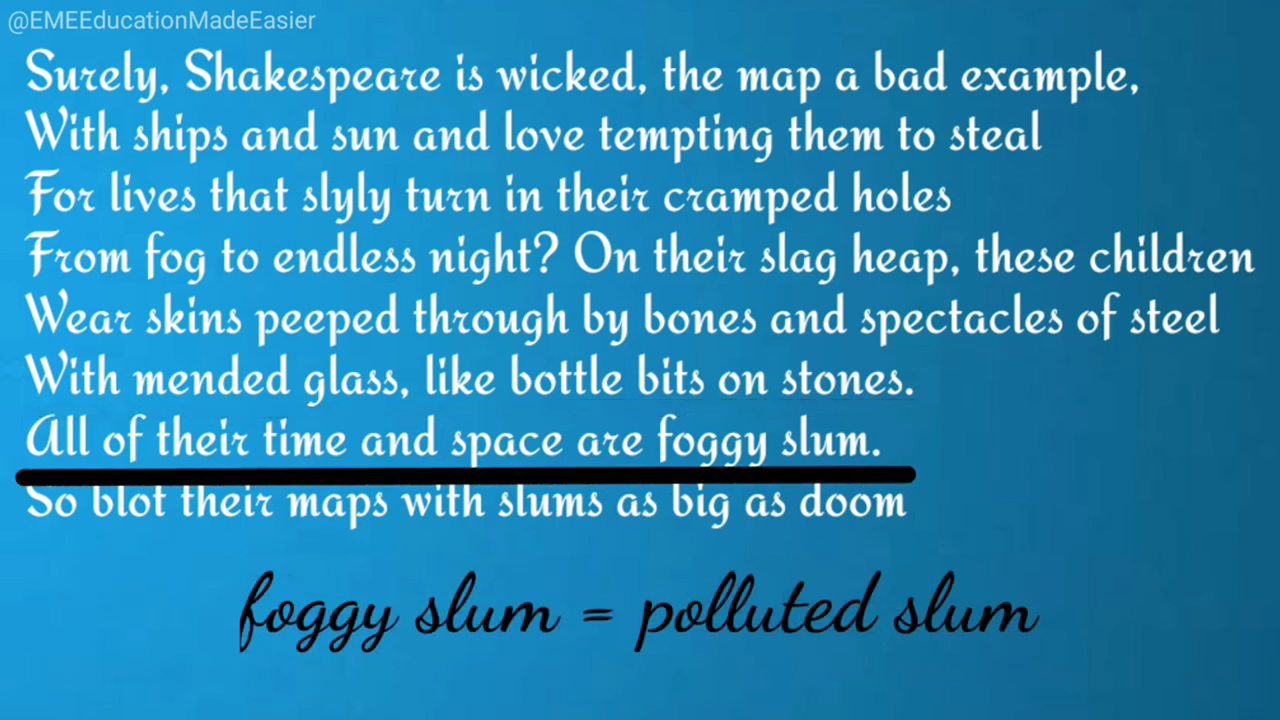 @EMEEducationMadeEasier
Surely, Shakespeare is wicked, the map a bad example,
With ships and sun and love tempting them to steal
For lives that slyly turn in their cramped holes
From fog to endless night? On their slag heap, these children
Wear skins peeped through by bones and spectacles of steel
With mended glass, like bottle bits on stones.
All of their time and space are foggy slum.
So blot their maps with slums as big as doom
foggy slum = polluted slum